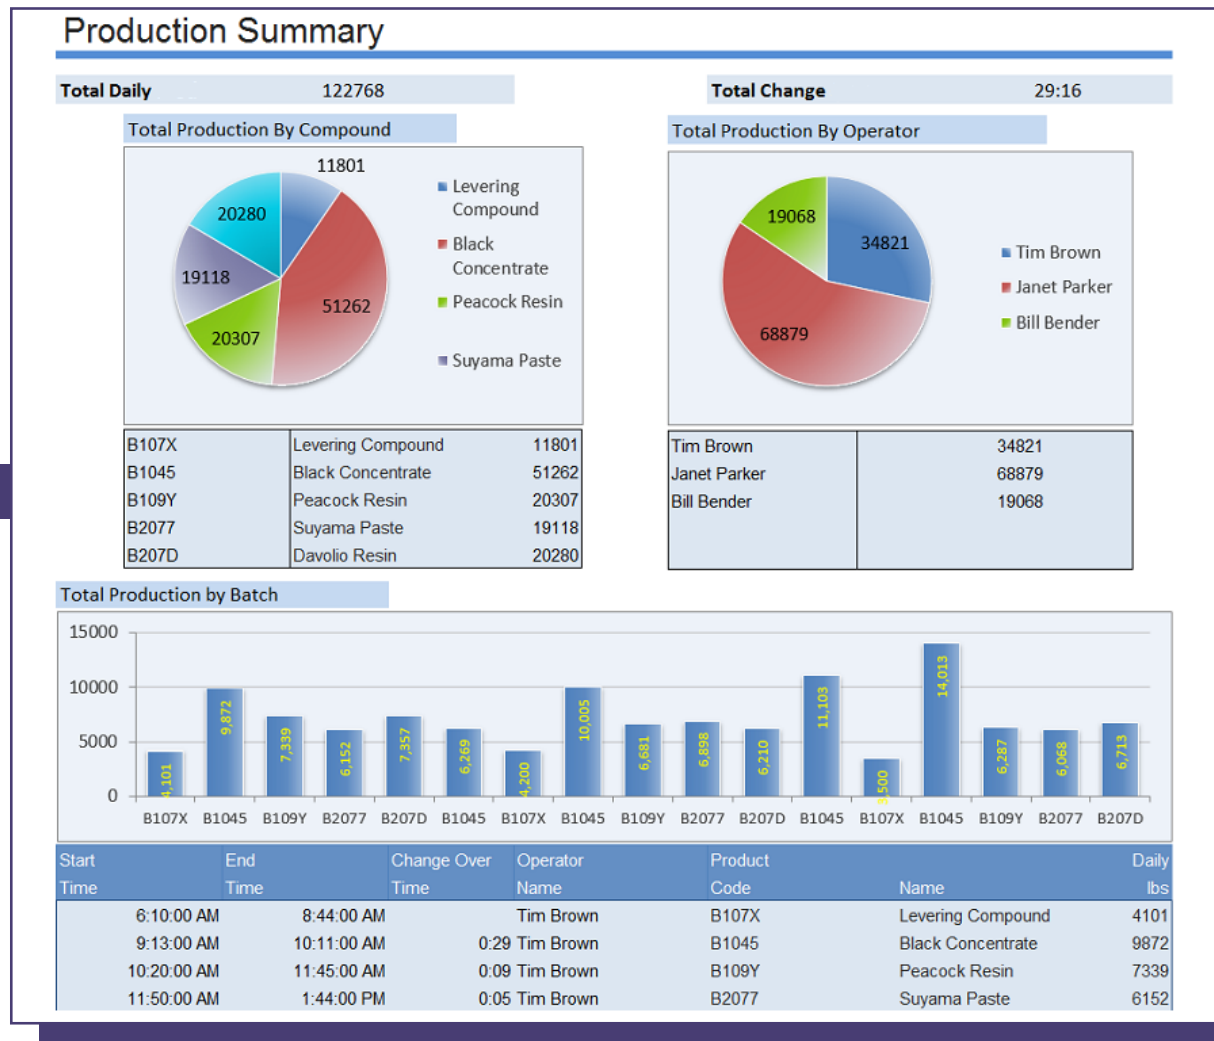 Production Summary
Total Daily 122768 Total Change 29:16
Total Production By Compound
Total Production By Operator
11801
20280
19118
51262
20307
Levering
Compound
Black
Concentrate
Peacock Resin
Suyama Paste
19068
34821
68879
Tim Brown
Janet Parker
Bill Bender
B107X Levering Compound 11801
B1045 Black Concentrate 51262
B109Y Peacock Resin 20307
B2077 Suyama Paste 19118
B207D Davolio Resin 20280
Tim Brown 34821
Janet Parker 68879
Bill Bender 19068
Total Production by Batch
15000
10000
5000
0
4,101 9,872 7,339 6,152 7,357 6,269 4,200 10,005 6,681 6,898 6,210 11,103 3,500 14,013 6,287 6,068 6,713
B107X B1045 B109Y B2077 B207D B1045 B107X B1045 B109Y B2077 B207D B1045 B107X B1045 B109Y B2077 B207D
Start End Change Over Operator Product Daily
Time Time Time Name Code Name lbs
6:10:00 AM 8:44:00 AM Tim Brown B107X Levering Compound 4101
9:13:00 AM 10:11:00 AM 0:29 Tim Brown B1045 Black Concentrate 9872
10:20:00 AM 11:45:00 AM 0:09 Tim Brown B109Y Peacock Resin 7339
11:50:00 AM 1:44:00 PM 0:05 Tim Brown B2077 Suyama Paste 6152